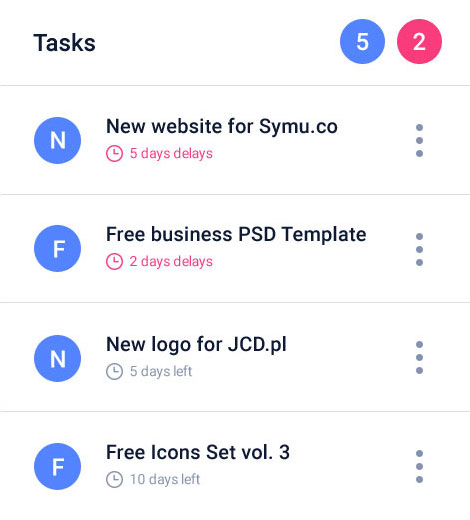 Tasks 5 2
N New website for Symu.co
5 days delays
F Free business PSD Template
2 days delays
N New logo for JCD.pl
5 days left
F Free Icons Set vol. 3
10 days left